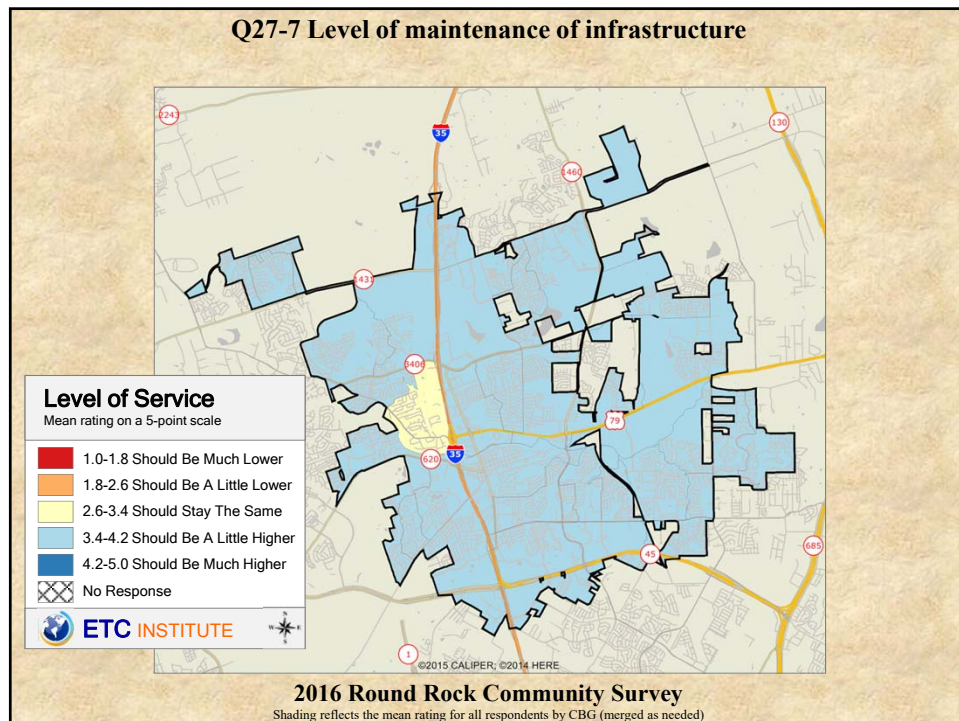 Q27-7 Level of maintenance of infrastructure
2243
35
130
1460
1431
3406
79
620
35
45
685
1
Level of Service
Mean rating on a 5-point scale
1.0-1.8 Should Be Much Lower
1.8-2.6 Should Be A Little Lower
2.6-3.4 Should Stay The Same
3.4-4.2 Should Be A Little Higher
4.2-5.0 Should Be Much Higher
No Response
ETC INSTITUTE
N
W E
S
©2015 CALIPER; ©2014 HERE
2016 Round Rock Community Survey
Shading reflects the mean rating for all respondents by CBG (merged as needed)